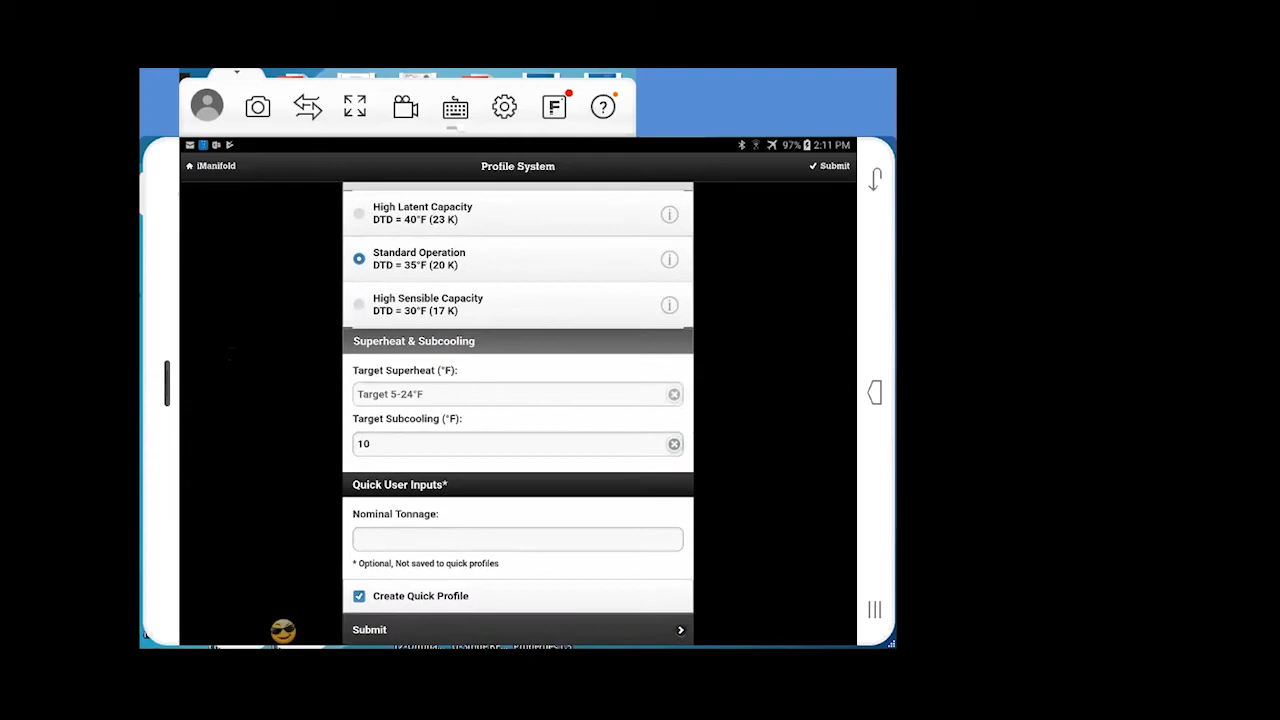 97% 2:11 PM
iManifold
Profile System
Submit
High Latent Capacity
DTD = 40°F (23 K)
Standard Operation
DTD = 35°F (20 K)
High Sensible Capacity
DTD = 30°F (17 K)
Superheat & Subcooling
Target Superheat (°F):
Target 5-24°F
Target Subcooling (°F):
10
Quick User Inputs*
Nominal Tonnage:
* Optional, Not saved to quick profiles
Create Quick Profile
Submit